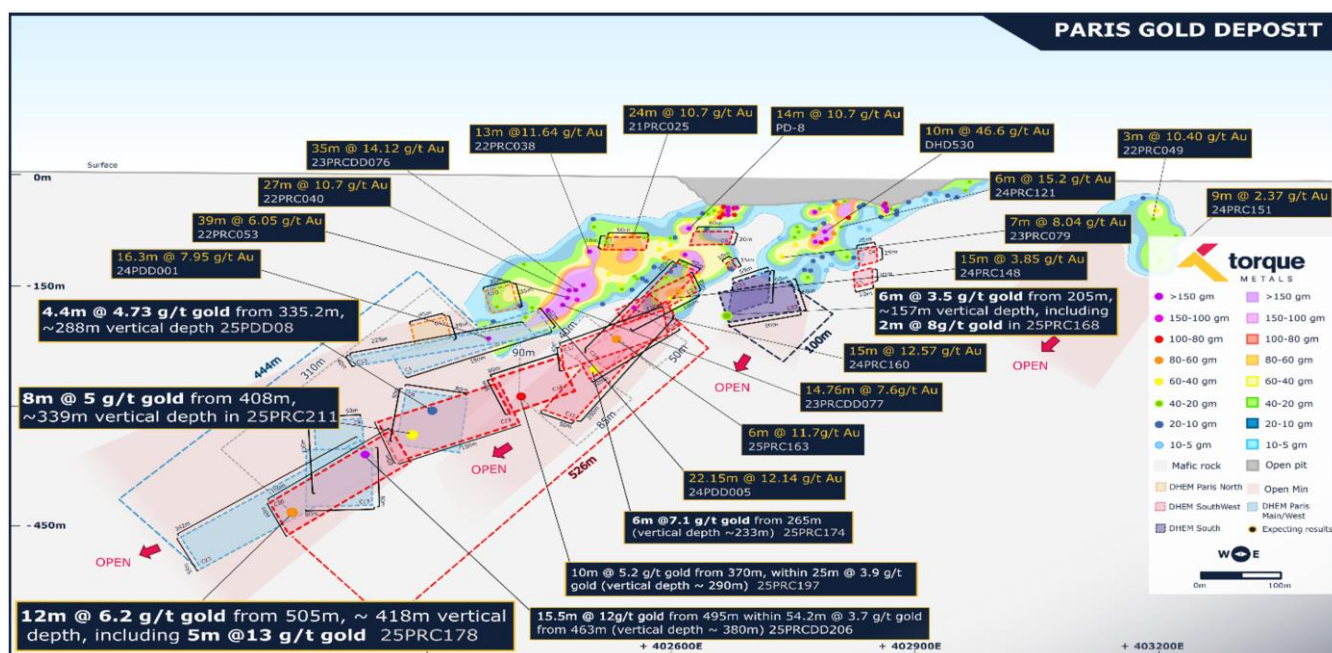 PARIS GOLD DEPOSIT
24m @ 10.7 g/t Au
21PRC025
14m @ 10.7 g/t Au
PD-8
13m @11.64 g/t Au
22PRC038
10m @ 46.6 g/t Au
DHD530
3m @ 10.40 g/t Au
22PRC049
35m @ 14.12 g/t Au
23PRCDD076
Surface
0m
6m @ 15.2 g/t Au
24PRC121
27m @ 10.7 g/t Au
22PRC040
9m @ 2.37 g/t Au
24PRC151
39m @ 6.05 g/t Au
22PRC053
7m @ 8.04 g/t Au
23PRC079
16.3m @ 7.95 g/t Au
24PDD001
15m @ 3.85 g/t Au
24PRC148
-150m
4.4m @ 4.73 g/t gold from 335.2m,
~288m vertical depth 25PDD08
6m @ 3.5 g/t gold from 205m,
~157m vertical depth, including
2m @ 8g/t gold in 25PRC168
torque
METALS
>150 gm
>150 gm
150-100 gm
150-100 gm
100-80 gm
100-80 gm
80-60 gm
80-60 gm
60-40 gm
60-40 gm
40-20 gm
40-20 gm
20-10 gm
20-10 gm
10-5 gm
10-5 gm
Mafic rock
Open pit
DHEM Paris North
Open Min
DHEM SouthWest
DHEM Paris
Main/West
DHEM South
Expecting results
W E
0m
100m
444m
310m
90m
40m
50m
100m
82m
526m
15m @ 12.57 g/t Au
24PRC160
14.76m @ 7.6g/t Au
23PRCDD077
OPEN
OPEN
OPEN
OPEN
8m @ 5 g/t gold from 408m,
~339m vertical depth in 25PRC211
6m @ 11.7g/t Au
25PRC163
22.15m @ 12.14 g/t Au
24PDD005
-450m
6m @7.1 g/t gold from 265m
(vertical depth ~233m) 25PRC174
10m @ 5.2 g/t gold from 370m, within 25m @ 3.9 g/t
gold (vertical depth ~ 290m) 25PRC197
12m @ 6.2 g/t gold from 505m, ~ 418m vertical
depth, including 5m @13 g/t gold 25PRC178
15.5m @ 12g/t gold from 495m within 54.2m @ 3.7 g/t gold
from 463m (vertical depth ~ 380m) 25PRCDD206
+ 402600m
+ 402900m
+ 403200m